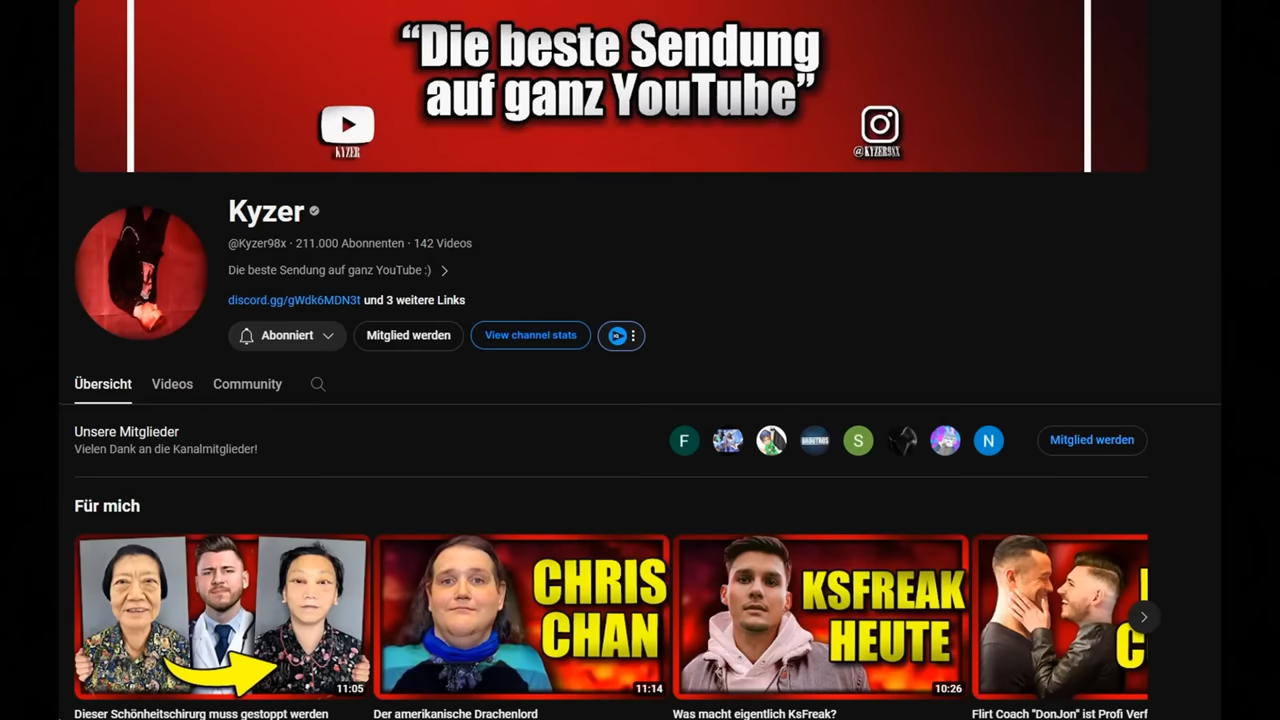 “Die beste Sendung
auf ganz YouTube”
KYZER
@KYZER98X
Kyzer
@Kyzer98x · 211.000 Abonnenten · 142 Videos
Die beste Sendung auf ganz YouTube :)
discord.gg/gWdk6MDN3t und 3 weitere Links
Abonniert
Mitglied werden
View channel stats
Übersicht
Videos
Community
Unsere Mitglieder
Vielen Dank an die Kanalmitglieder!
F
S
N
Mitglied werden
Für mich
11:05
CHRIS
CHAN
11:14
KSFREAK
HEUTE
10:26
Dieser Schönheitschirurg muss gestoppt werden
Der amerikanische Drachenlord
Was macht eigentlich KsFreak?
Flirt Coach "DonJon" ist Profi Verf